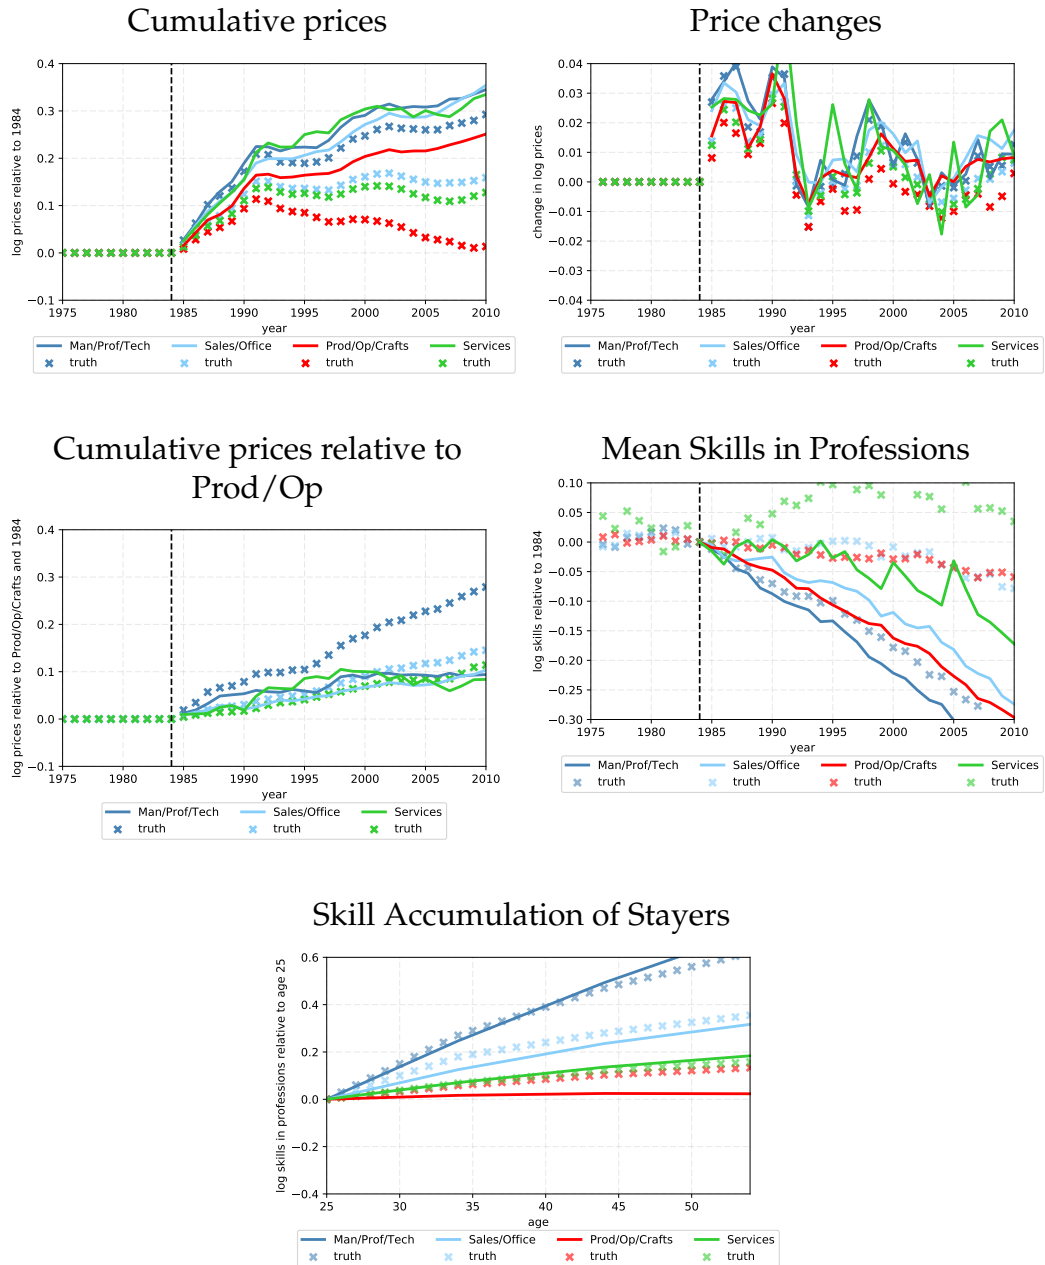 Cumulative prices
0.4
0.3
0.2
0.1
0.0
−0.1
log prices relative to 1984
1975 1980 1985 1990 1995 2000 2005 2010
year
Man/Prof/Tech Sales/Office Prod/Op/Crafts Services
truth truth truth truth
Price changes
0.04
0.03
0.02
0.01
0.00
−0.01
−0.02
−0.03
−0.04
change in log prices
1975 1980 1985 1990 1995 2000 2005 2010
year
Man/Prof/Tech Sales/Office Prod/Op/Crafts Services
truth truth truth truth
Cumulative prices relative to
Prod/Op
0.4
0.3
0.2
0.1
0.0
−0.1
log prices relative to Prod/Op/Crafts and 1984
1975 1980 1985 1990 1995 2000 2005 2010
year
Man/Prof/Tech Sales/Office Services
truth truth truth
Mean Skills in Professions
0.10
0.05
0.00
−0.05
−0.10
−0.15
−0.20
−0.25
−0.30
log skills relative to 1984
1975 1980 1985 1990 1995 2000 2005 2010
year
Man/Prof/Tech Sales/Office Prod/Op/Crafts Services
truth truth truth truth
Skill Accumulation of Stayers
0.6
0.4
0.2
0.0
−0.2
−0.4
log skills in professions relative to age 25
25 30 35 40 45 50
age
Man/Prof/Tech Sales/Office Prod/Op/Crafts Services
truth truth truth truth